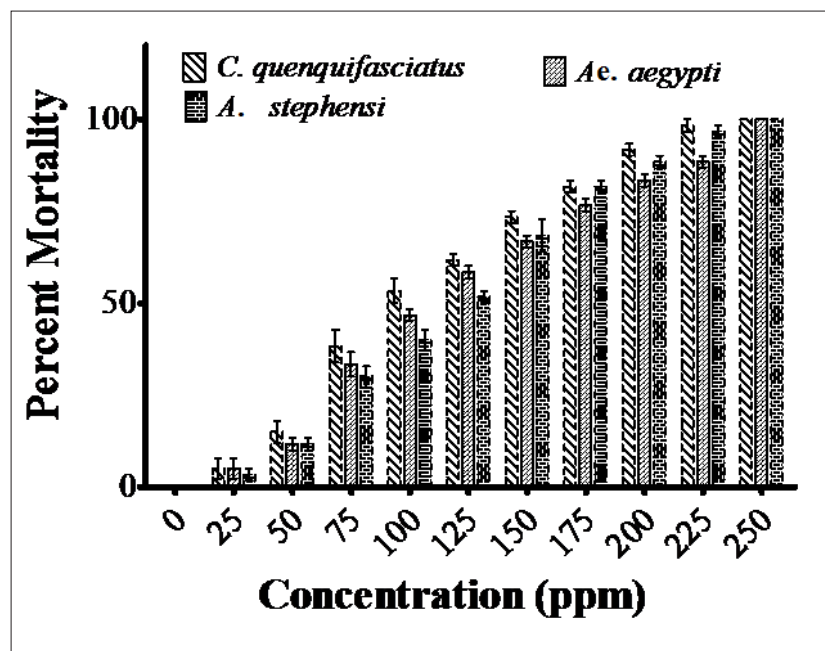 C. quenquifasciatus
Ae. aegypti
A. stephensi
Percent Mortality
100
50
0
0 25 50 75 100 125 150 175 200 225 250
Concentration (ppm)